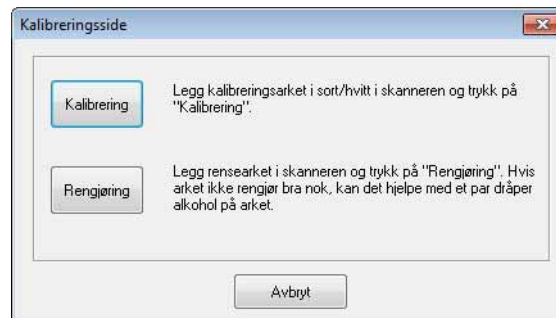 Kalibreringsside
Kalibrering
Legg kalibreringsarket i sort/hvitt i skanneren og trykk på
"Kalibrering".
Rengjøring
Legg rensearket i skanneren og trykk på "Rengjøring". Hvis
arket ikke rengjør bra nok, kan det hjelpe med et par dråper
alkohol på arket.
Avbryt